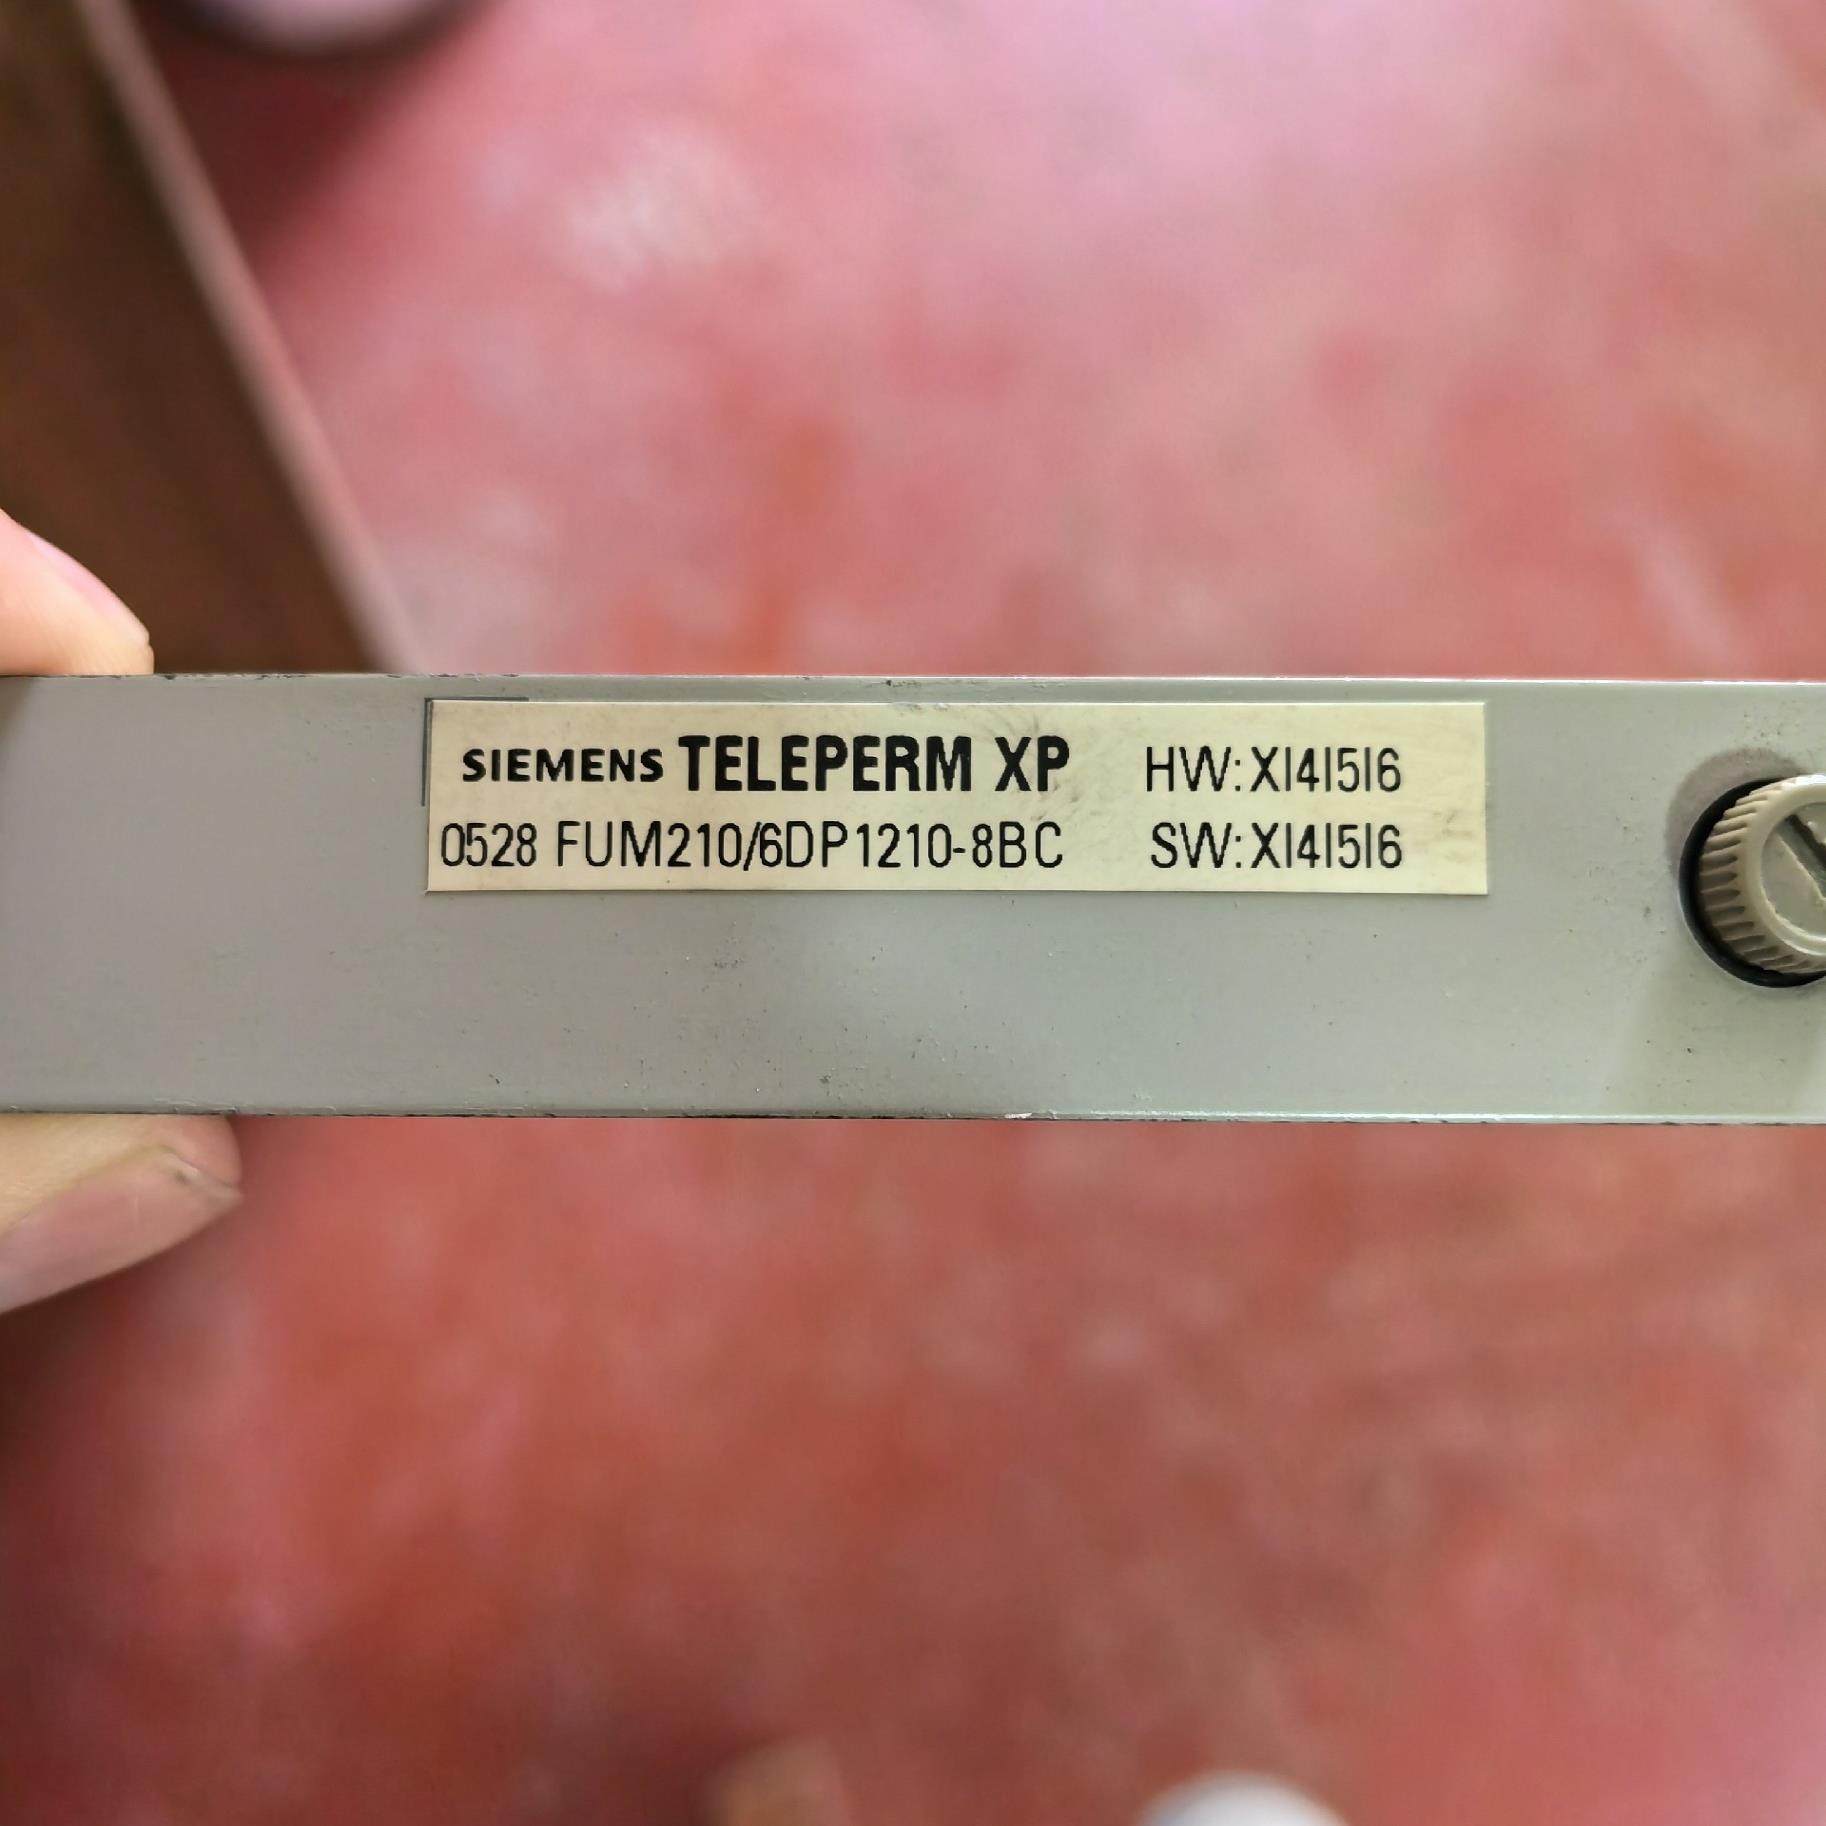 SIEMENS TELEPERM XP HW: X|4|5|6
0528 FUM210/6DP1210-8BC SW: X|4|5|6